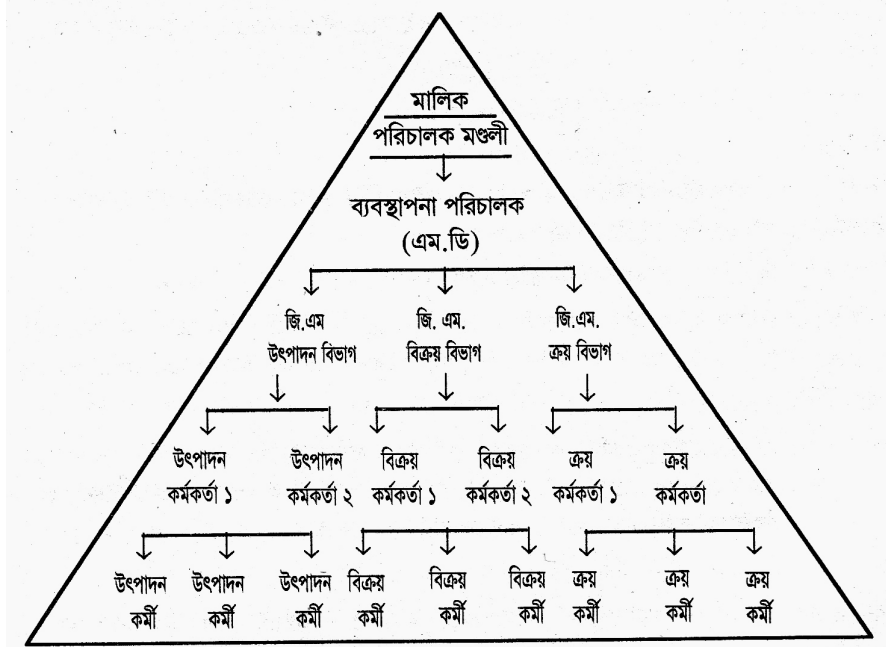 মালিক
পরিচালক মণ্ডলী
ব্যবস্থাপনা পরিচালক
(এম.ডি)
জি.এম জি. এম. জি.এম.
উৎপাদন বিভাগ বিক্রয় বিভাগ ক্রয় বিভাগ
উৎপাদন উৎপাদন বিক্রয় বিক্রয় ক্রয় ক্রয়
কর্মকর্তা ১ কর্মকর্তা ২ কর্মকর্তা ১ কর্মকর্তা ২ কর্মকর্তা ১ কর্মকর্তা
উৎপাদন উৎপাদন উৎপাদন বিক্রয় বিক্রয় বিক্রয় ক্রয় ক্রয় ক্রয়
কর্মী কর্মী কর্মী কর্মী কর্মী কর্মী কর্মী কর্মী কর্মী